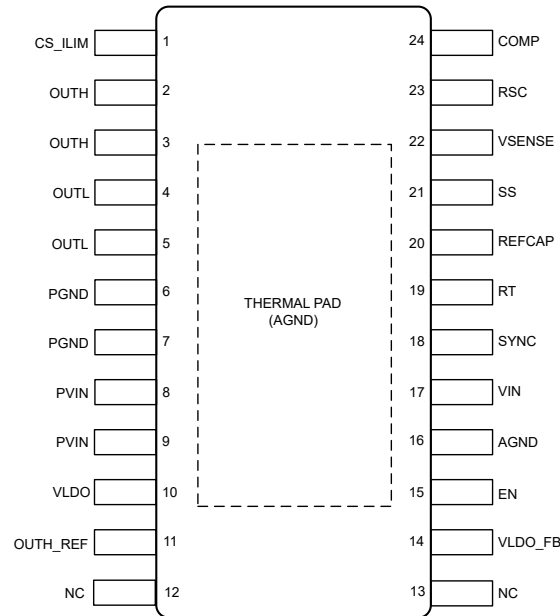 CS_ILIM 1 24 COMP
OUTH 2 23 RSC
OUTH 3 22 VSENSE
OUTL 4 21 SS
OUTL 5 20 REFCAP
PGND 6 19 RT
THERMAL PAD
(AGND)
PGND 7 18 SYNC
PVIN 8 17 VIN
PVIN 9 16 AGND
VLDO 10 15 EN
OUTH_REF 11 14 VLDO_FB
NC 12 13 NC